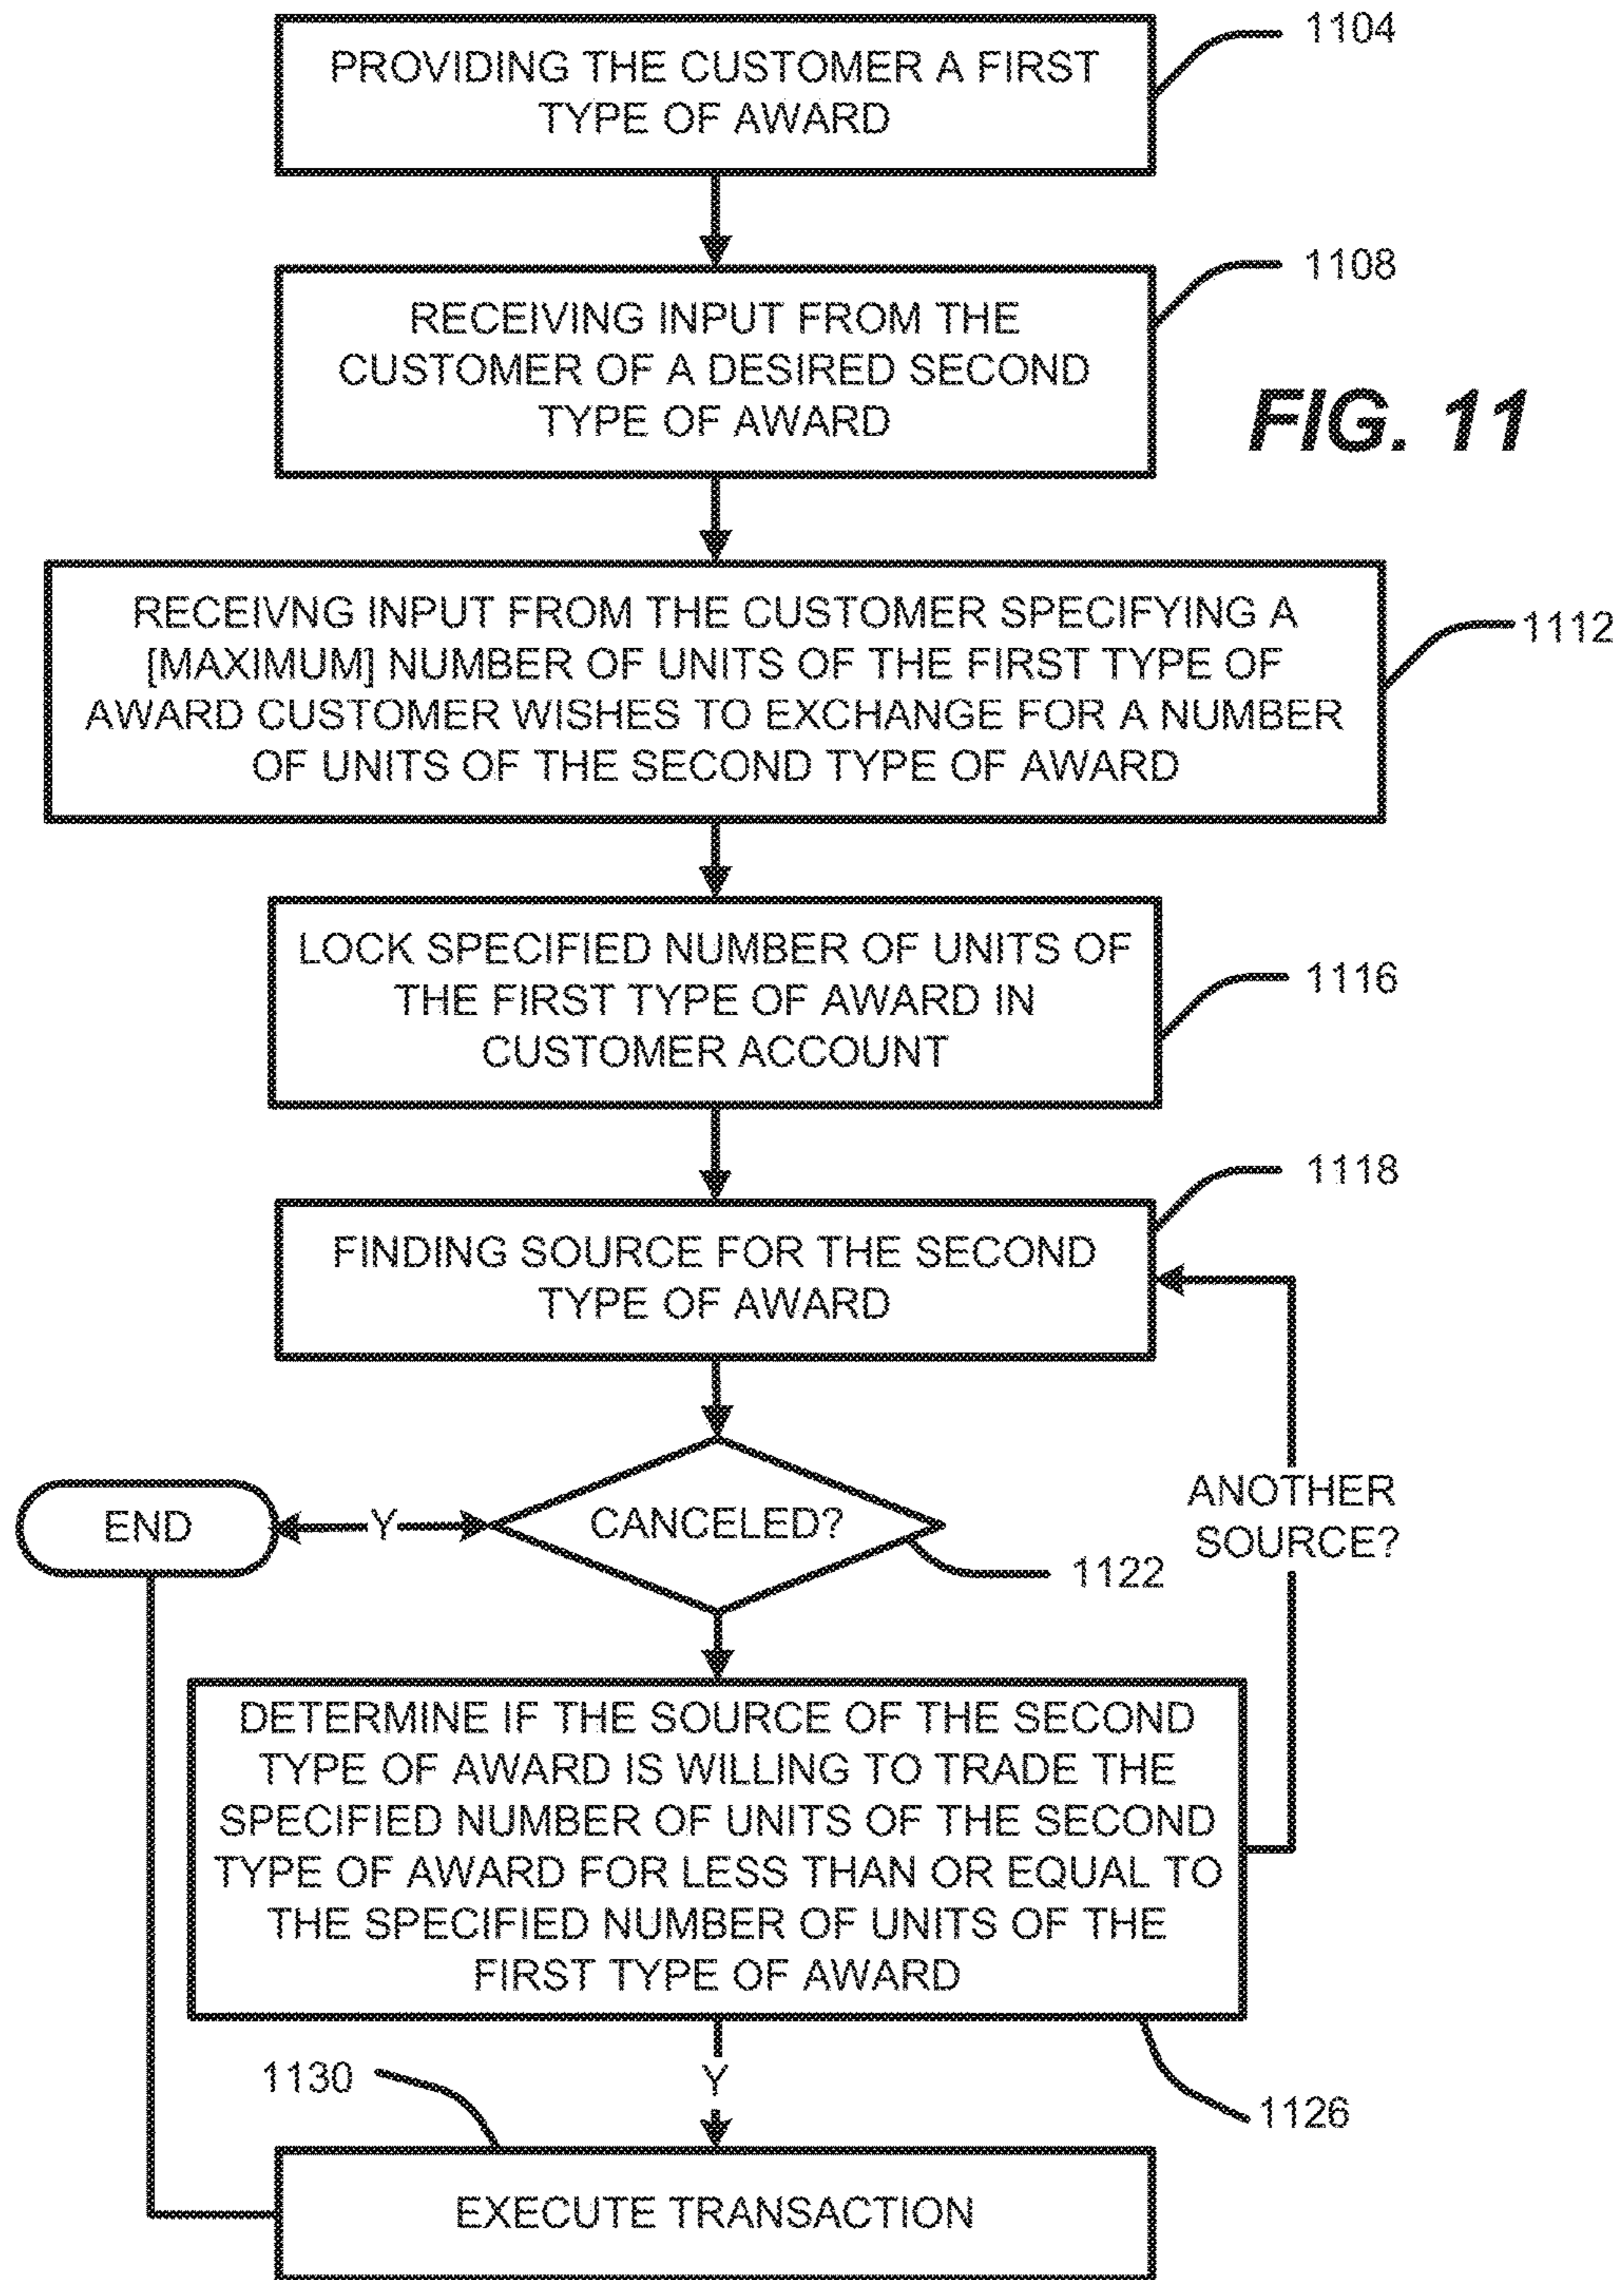 1104
PROVIDING THE CUSTOMER A FIRST
TYPE OF AWARD
1108
RECEIVING INPUT FROM THE
CUSTOMER OF A DESIRED SECOND
TYPE OF AWARD
FIG. 11
RECEIVNG INPUT FROM THE CUSTOMER SPECIFYING A
[MAXIMUM] NUMBER OF UNITS OF THE FIRST TYPE OF
AWARD CUSTOMER WISHES TO EXCHANGE FOR A NUMBER
OF UNITS OF THE SECOND TYPE OF AWARD
1112
LOCK SPECIFIED NUMBER OF UNITS OF
THE FIRST TYPE OF AWARD IN
CUSTOMER ACCOUNT
1116
1118
FINDING SOURCE FOR THE SECOND
TYPE OF AWARD
END
Y
CANCELED?
ANOTHER
SOURCE?
1122
DETERMINE IF THE SOURCE OF THE SECOND
TYPE OF AWARD IS WILLING TO TRADE THE
SPECIFIED NUMBER OF UNITS OF THE SECOND
TYPE OF AWARD FOR LESS THAN OR EQUAL TO
THE SPECIFIED NUMBER OF UNITS OF THE
FIRST TYPE OF AWARD
1130
Y
1126
EXECUTE TRANSACTION